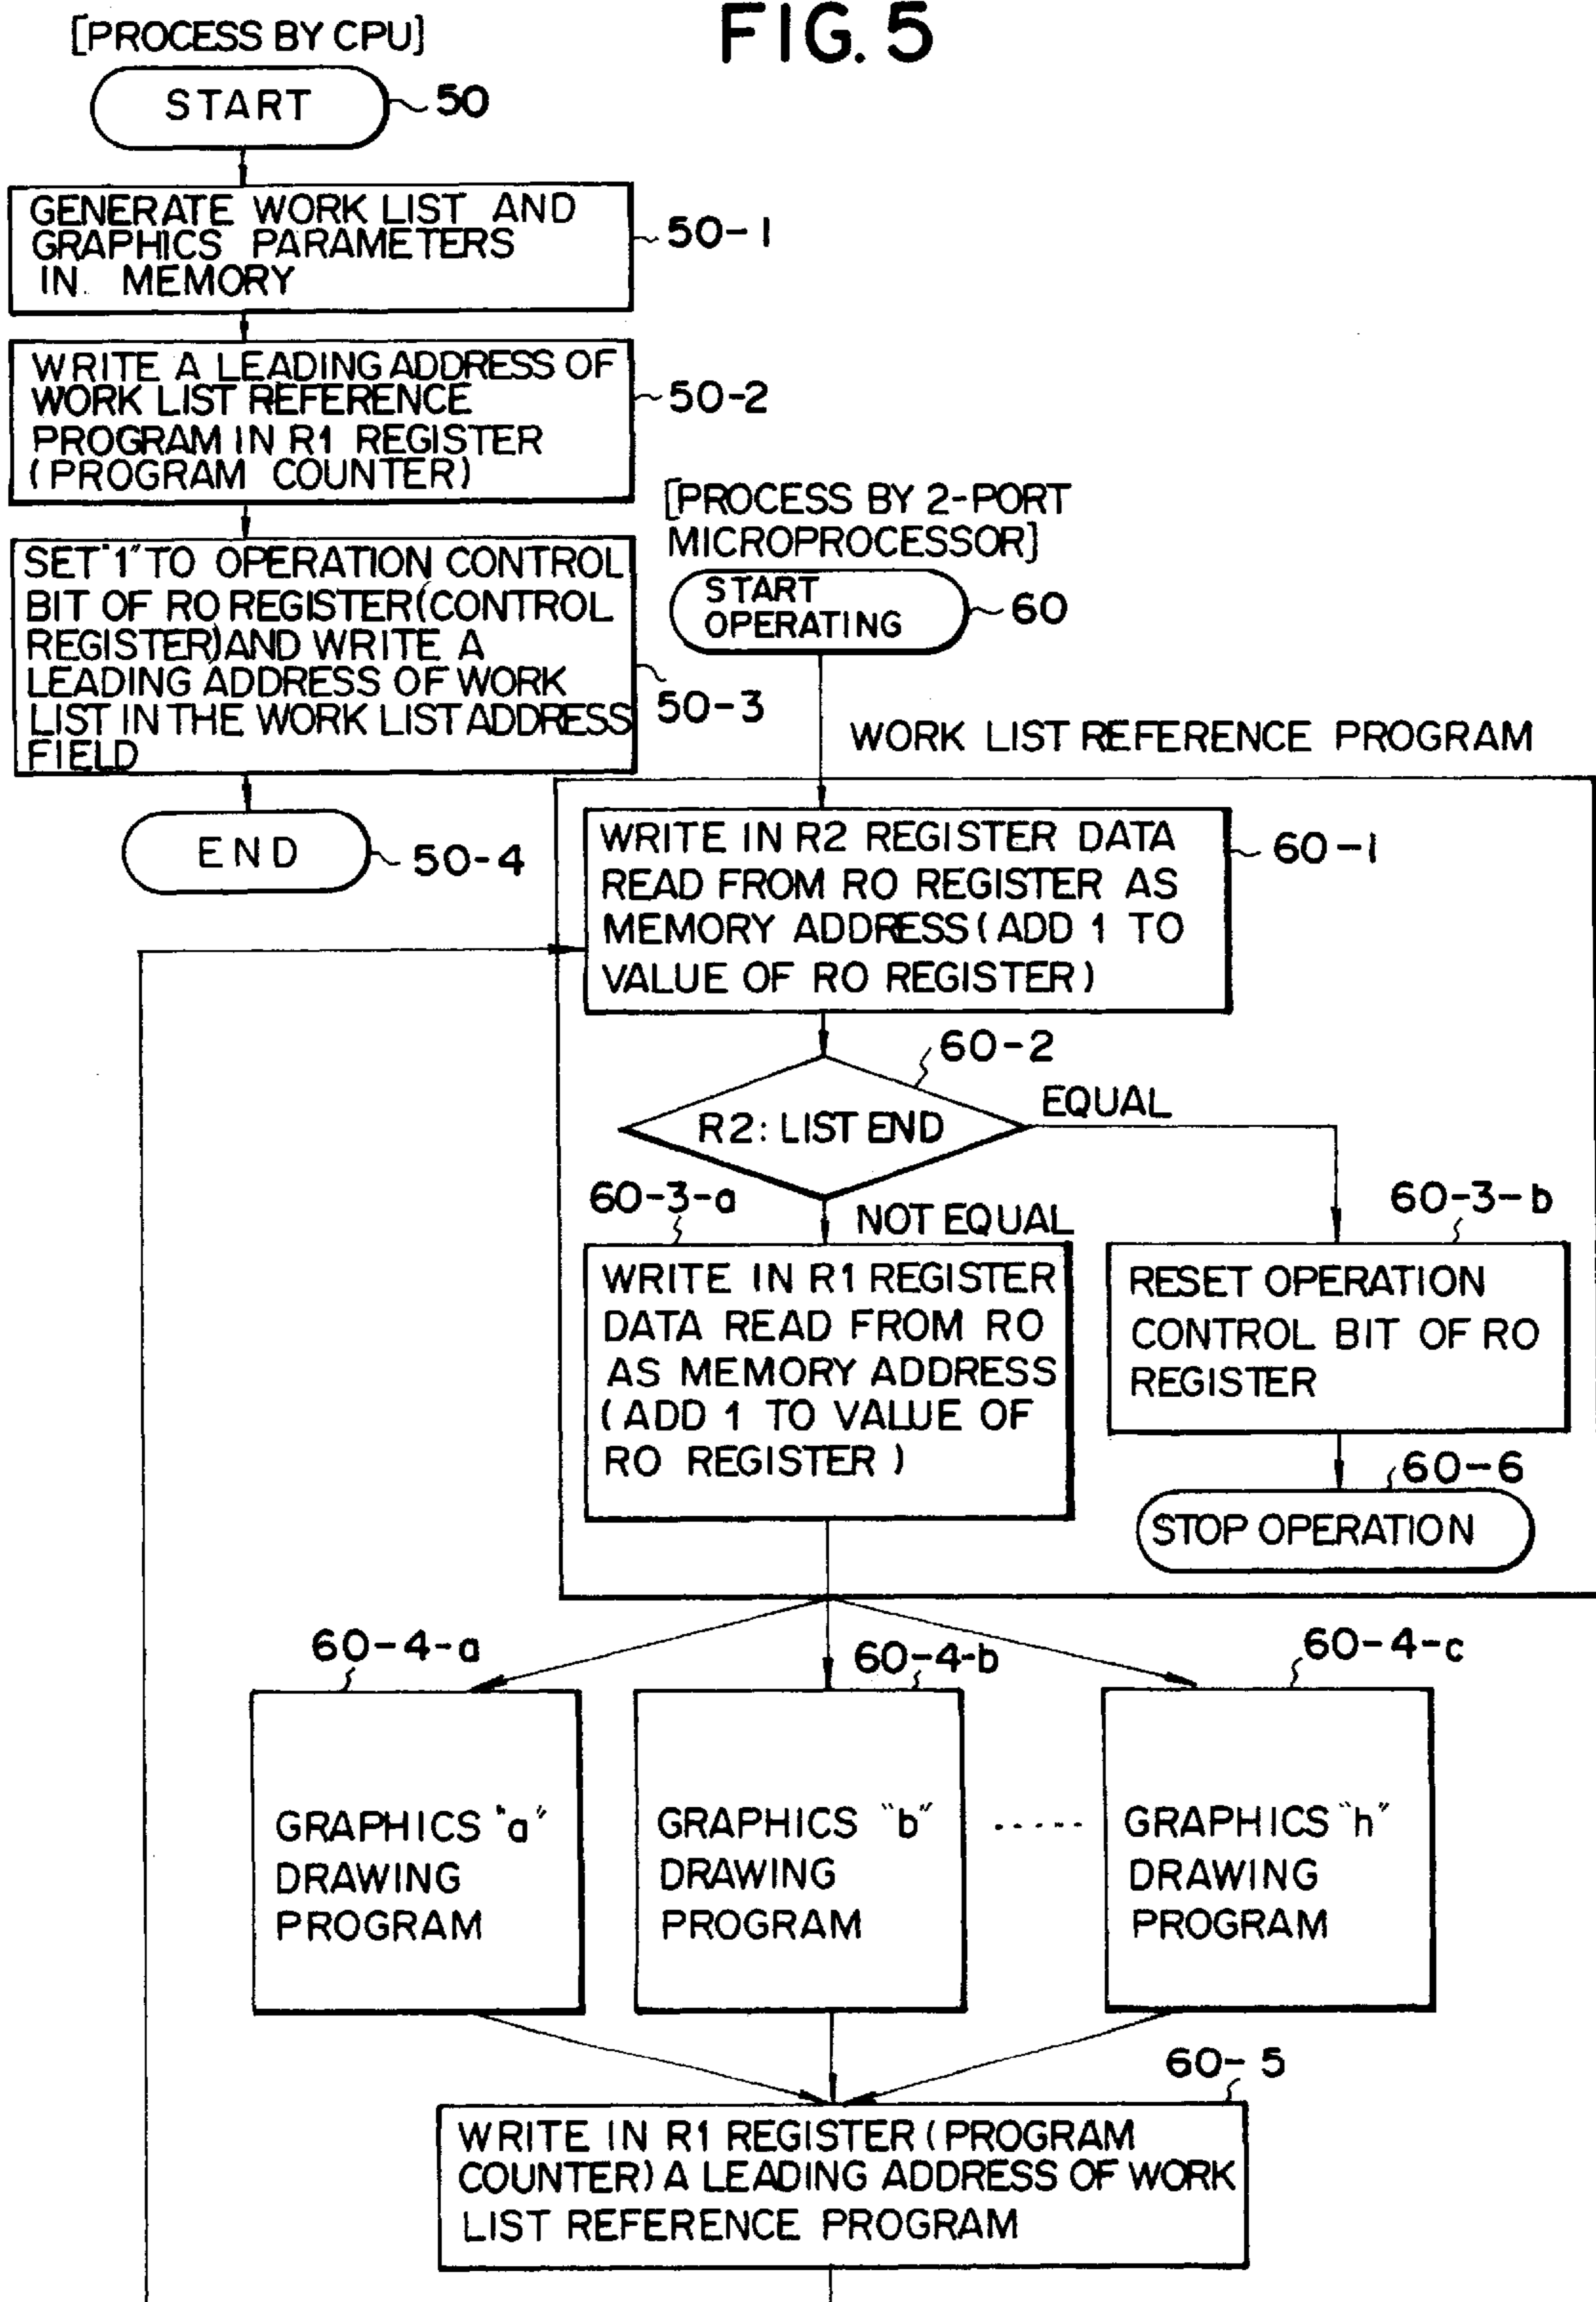 FIG. 5
[PROCESS BY CPU]
START
50
GENERATE WORK LIST AND
GRAPHICS PARAMETERS
IN MEMORY
50-1
WRITE A LEADING ADDRESS OF
WORK LIST REFERENCE
PROGRAM IN R1 REGISTER
(PROGRAM COUNTER)
50-2
SET "1" TO OPERATION CONTROL
BIT OF RO REGISTER(CONTROL
REGISTER)AND WRITE A
LEADING ADDRESS OF WORK
LIST IN THE WORK LIST ADDRESS
FIELD
50-3
END
50-4
[PROCESS BY 2-PORT
MICROPROCESSOR]
START
OPERATING
60
WORK LIST REFERENCE PROGRAM
WRITE IN R2 REGISTER DATA
READ FROM RO REGISTER AS
MEMORY ADDRESS (ADD 1 TO
VALUE OF RO REGISTER)
60-1
60-2
R2: LIST END
EQUAL
NOT EQUAL
60-3-a
WRITE IN R1 REGISTER
DATA READ FROM RO
AS MEMORY ADDRESS
(ADD 1 TO VALUE OF
RO REGISTER)
60-3-b
RESET OPERATION
CONTROL BIT OF RO
REGISTER
60-6
STOP OPERATION
60-4-a
GRAPHICS "a"
DRAWING
PROGRAM
60-4-b
GRAPHICS "b"
DRAWING
PROGRAM
.....
60-4-c
GRAPHICS "h"
DRAWING
PROGRAM
60-5
WRITE IN R1 REGISTER (PROGRAM
COUNTER) A LEADING ADDRESS OF WORK
LIST REFERENCE PROGRAM